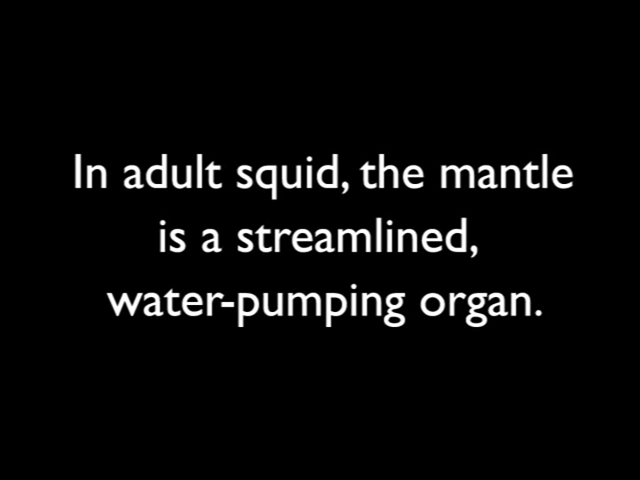 In adult squid, the mantle
is a streamlined,
water-pumping organ.